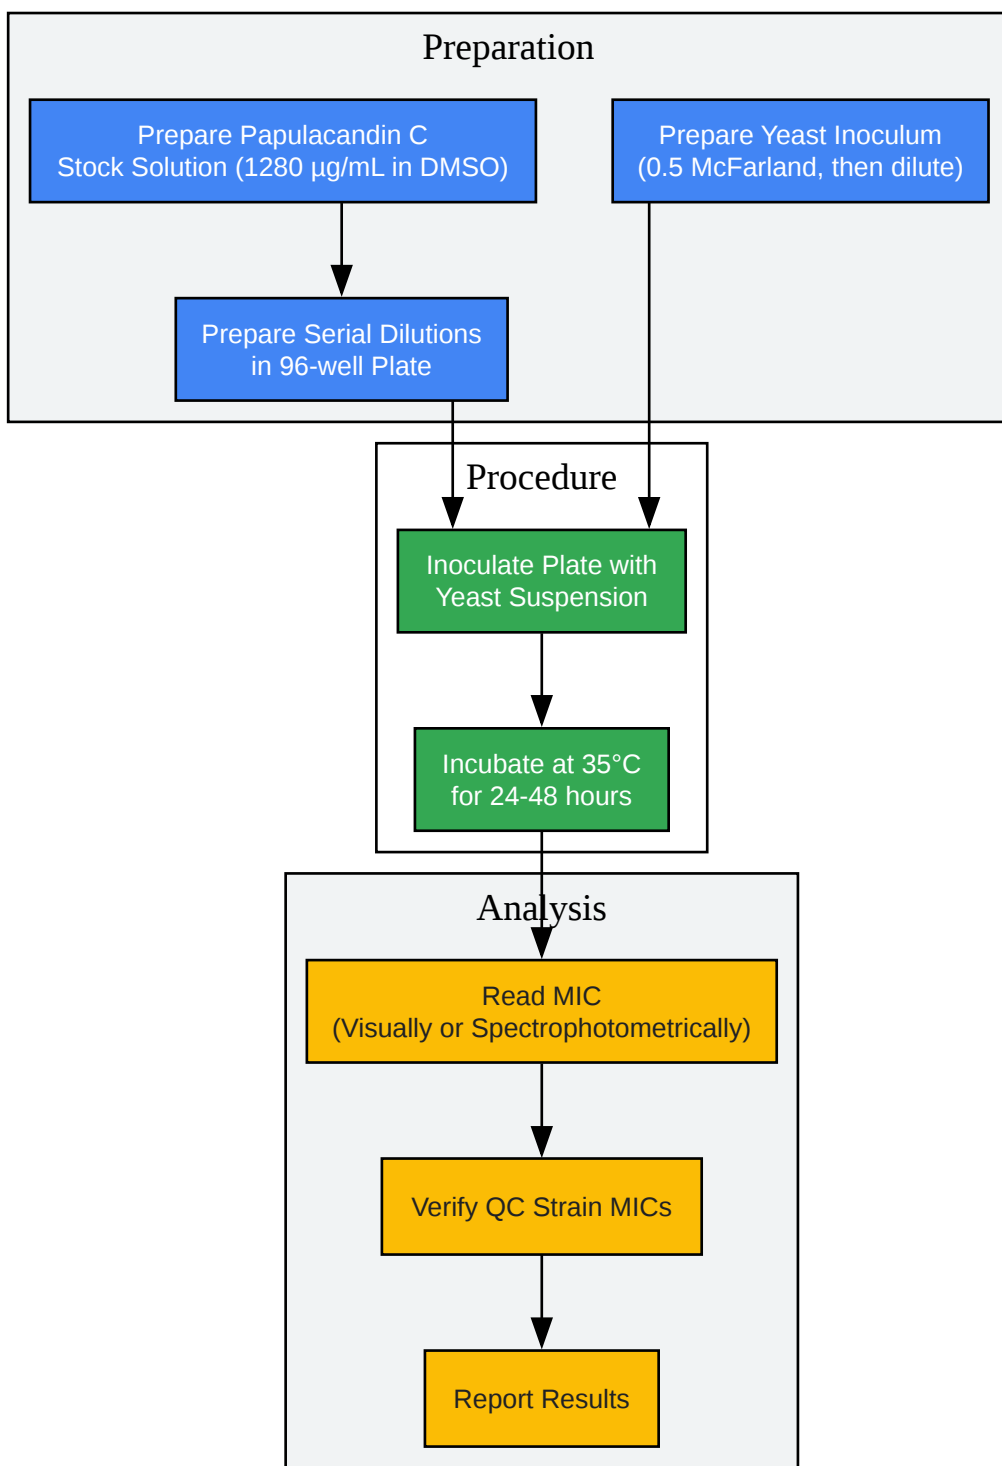 Preparation
Prepare Papulacandin C
Stock Solution (1280 µg/mL in DMSO)
Prepare Yeast Inoculum
(0.5 McFarland, then dilute)
Prepare Serial Dilutions
in 96-well Plate
Procedure
Inoculate Plate with
Yeast Suspension
Incubate at 35°C
for 24-48 hours
Analysis
Read MIC
(Visually or Spectrophotometrically)
Verify QC Strain MICs
Report Results